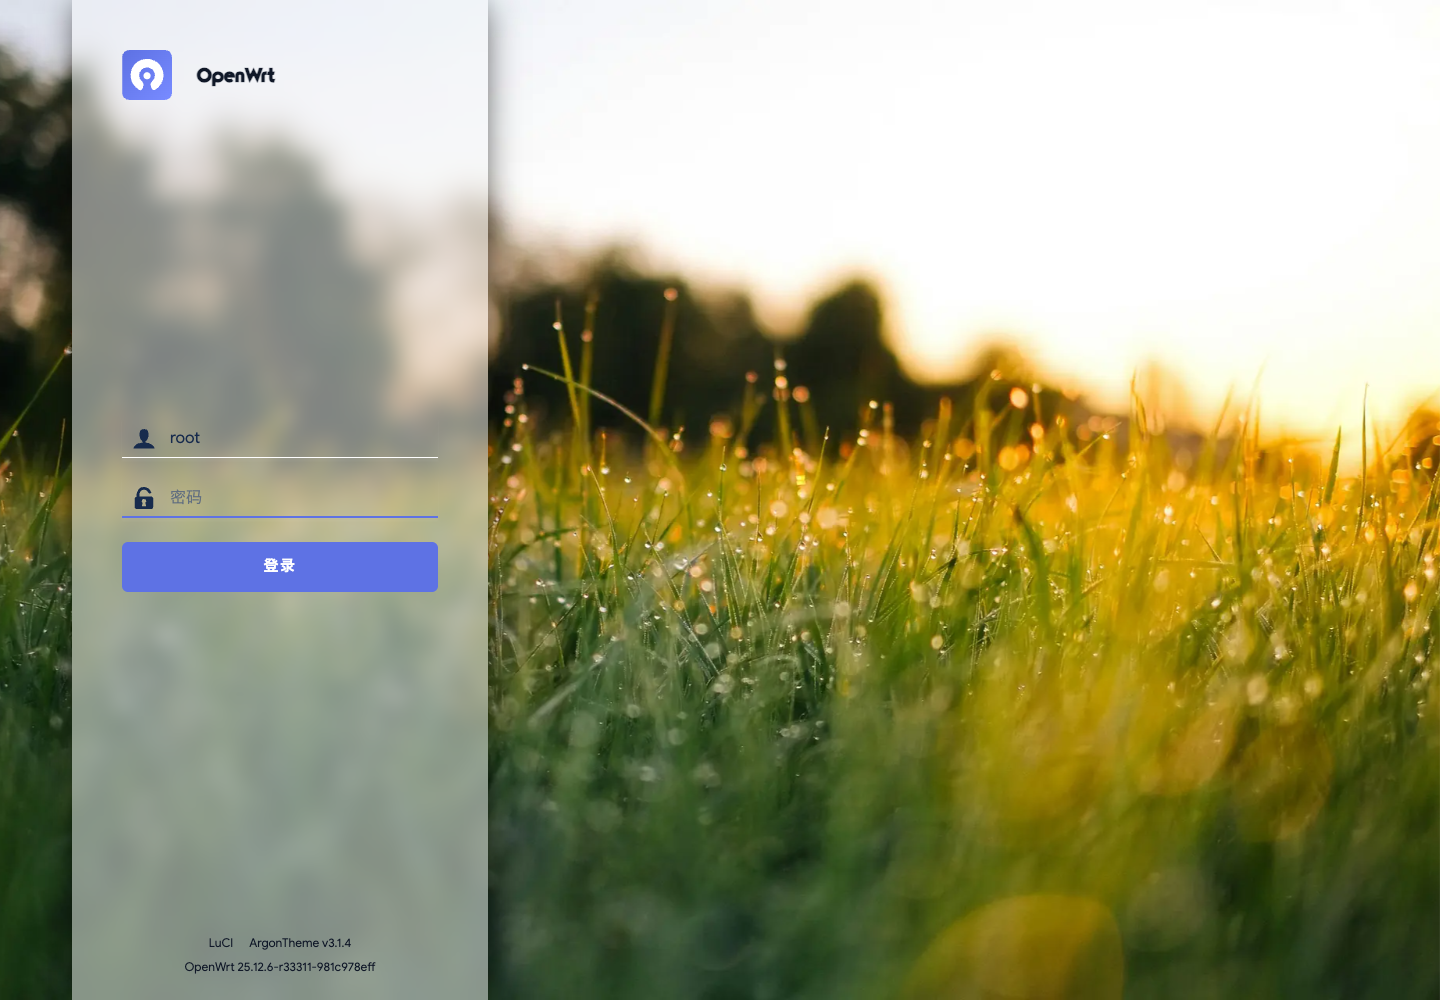 OpenWrt
root
密码
登录
LuCI ArgonTheme v3.1.4
OpenWrt 25.12.6-r33311-981c978eff